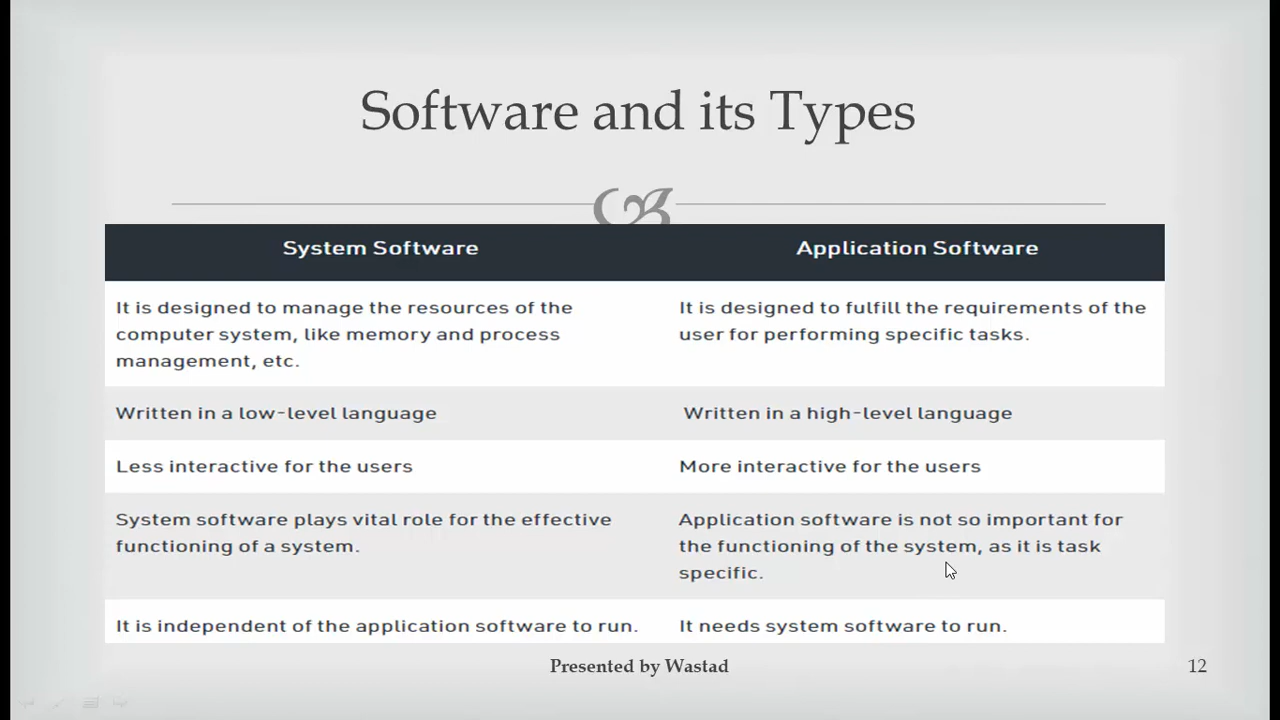 Software and its Types
System Software
Application Software
It is designed to manage the resources of the
computer system, like memory and process
management, etc.
It is designed to fulfill the requirements of the
user for performing specific tasks.
Written in a low-level language
Written in a high-level language
Less interactive for the users
More interactive for the users
System software plays vital role for the effective
functioning of a system.
Application software is not so important for
the functioning of the system, as it is task
specific.
It is independent of the application software to run.
It needs system software to run.
Presented by Wastad
12